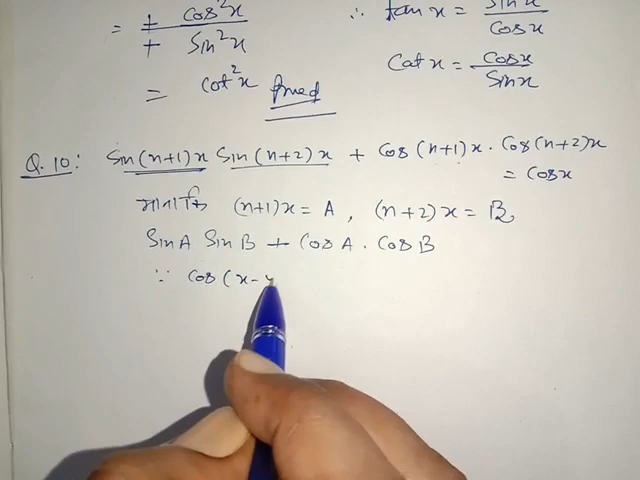 = + cos²x / + sin²x
∴ tan x = sin x / cos x
= cot²x Proved
Cot x = cos x / sin x
Q. 10: sin(n+1)x sin(n+2)x + cos(n+1)x . cos(n+2)x
= cosx
माना कि (n+1)x = A, (n+2)x = B
sin A sin B + cos A . cos B
∵ cos(x-